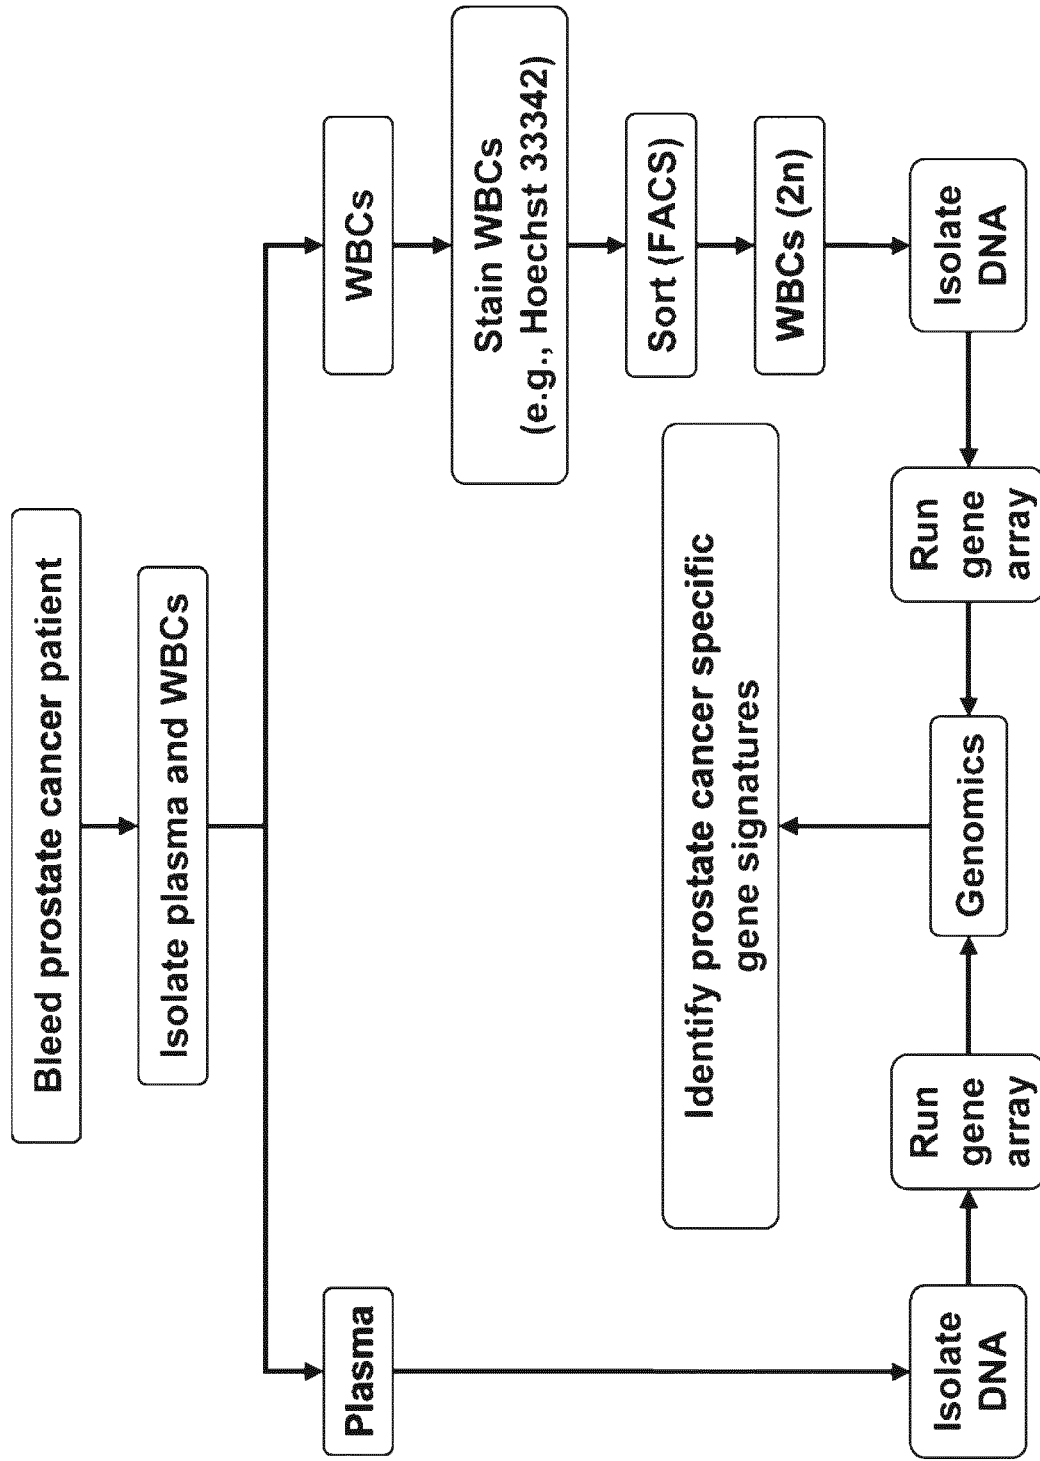 Bleed prostate cancer patient
Isolate plasma and WBCs
Plasma
WBCs
Stain WBCs
(e.g., Hoechst 33342)
Sort (FACS)
WBCs (2n)
Identify prostate cancer specific
gene signatures
Isolate
DNA
Run
gene
array
Genomics
Run
gene
array
Isolate
DNA